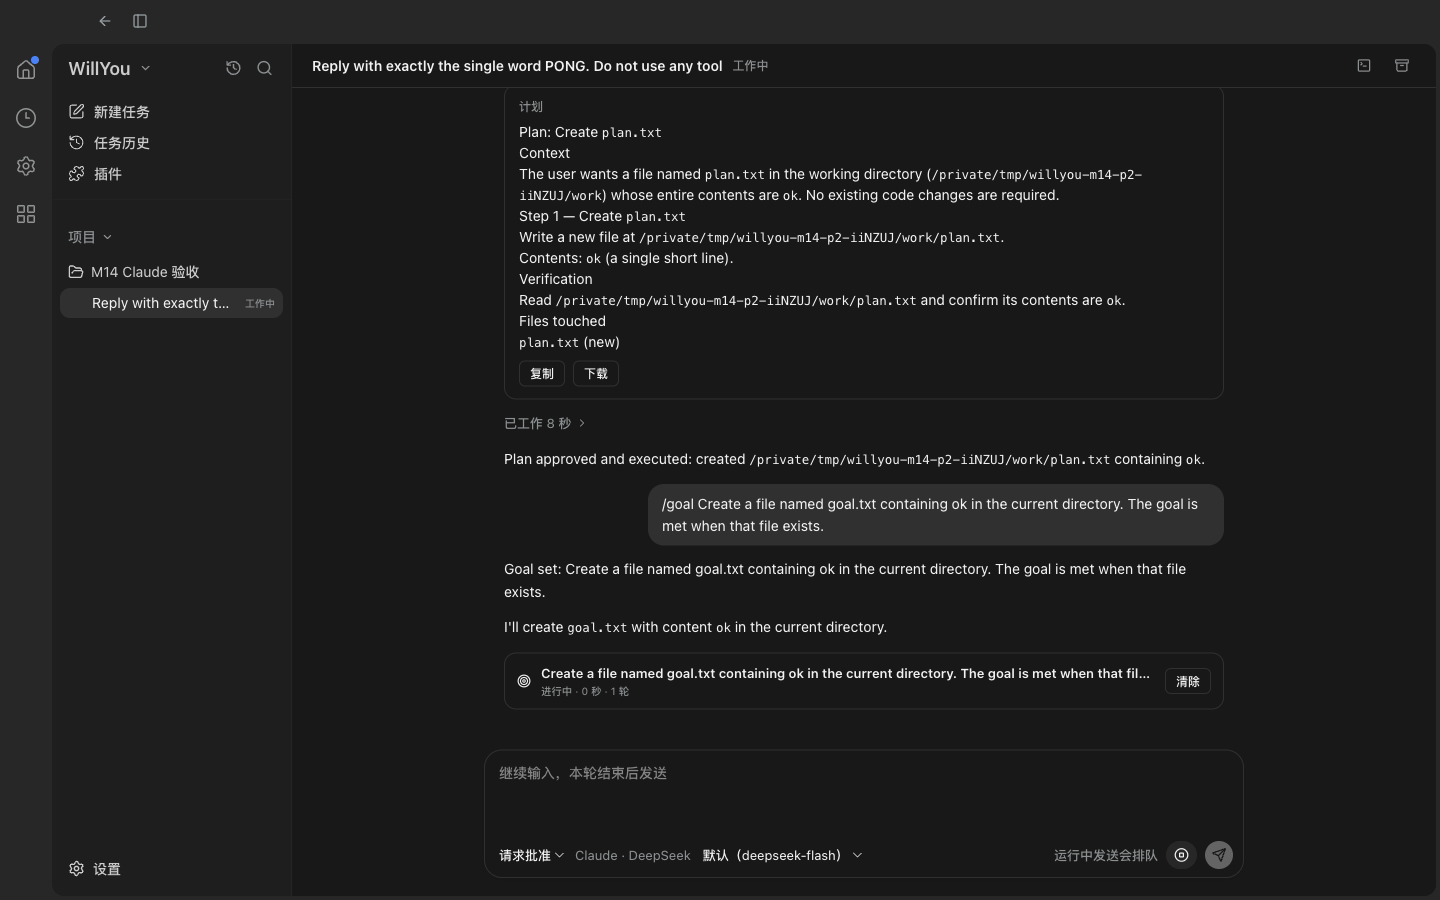 WillYou
新建任务
任务历史
插件
项目
M14 Claude 验收
Reply with exactly t... 工作中
设置
Reply with exactly the single word PONG. Do not use any tool 工作中
计划
Plan: Create plan.txt
Context
The user wants a file named plan.txt in the working directory (/private/tmp/willyou-m14-p2-
iiNZUJ/work) whose entire contents are ok. No existing code changes are required.
Step 1 — Create plan.txt
Write a new file at /private/tmp/willyou-m14-p2-iiNZUJ/work/plan.txt.
Contents: ok (a single short line).
Verification
Read /private/tmp/willyou-m14-p2-iiNZUJ/work/plan.txt and confirm its contents are ok.
Files touched
plan.txt (new)
复制 下载
已工作 8 秒
Plan approved and executed: created /private/tmp/willyou-m14-p2-iiNZUJ/work/plan.txt containing ok.
/goal Create a file named goal.txt containing ok in the current directory. The goal is
met when that file exists.
Goal set: Create a file named goal.txt containing ok in the current directory. The goal is met when that file
exists.
I'll create goal.txt with content ok in the current directory.
Create a file named goal.txt containing ok in the current directory. The goal is met when that fil...
进行中 · 0 秒 · 1 轮
清除
继续输入，本轮结束后发送
请求批准 Claude · DeepSeek 默认（deepseek-flash） 运行中发送会排队